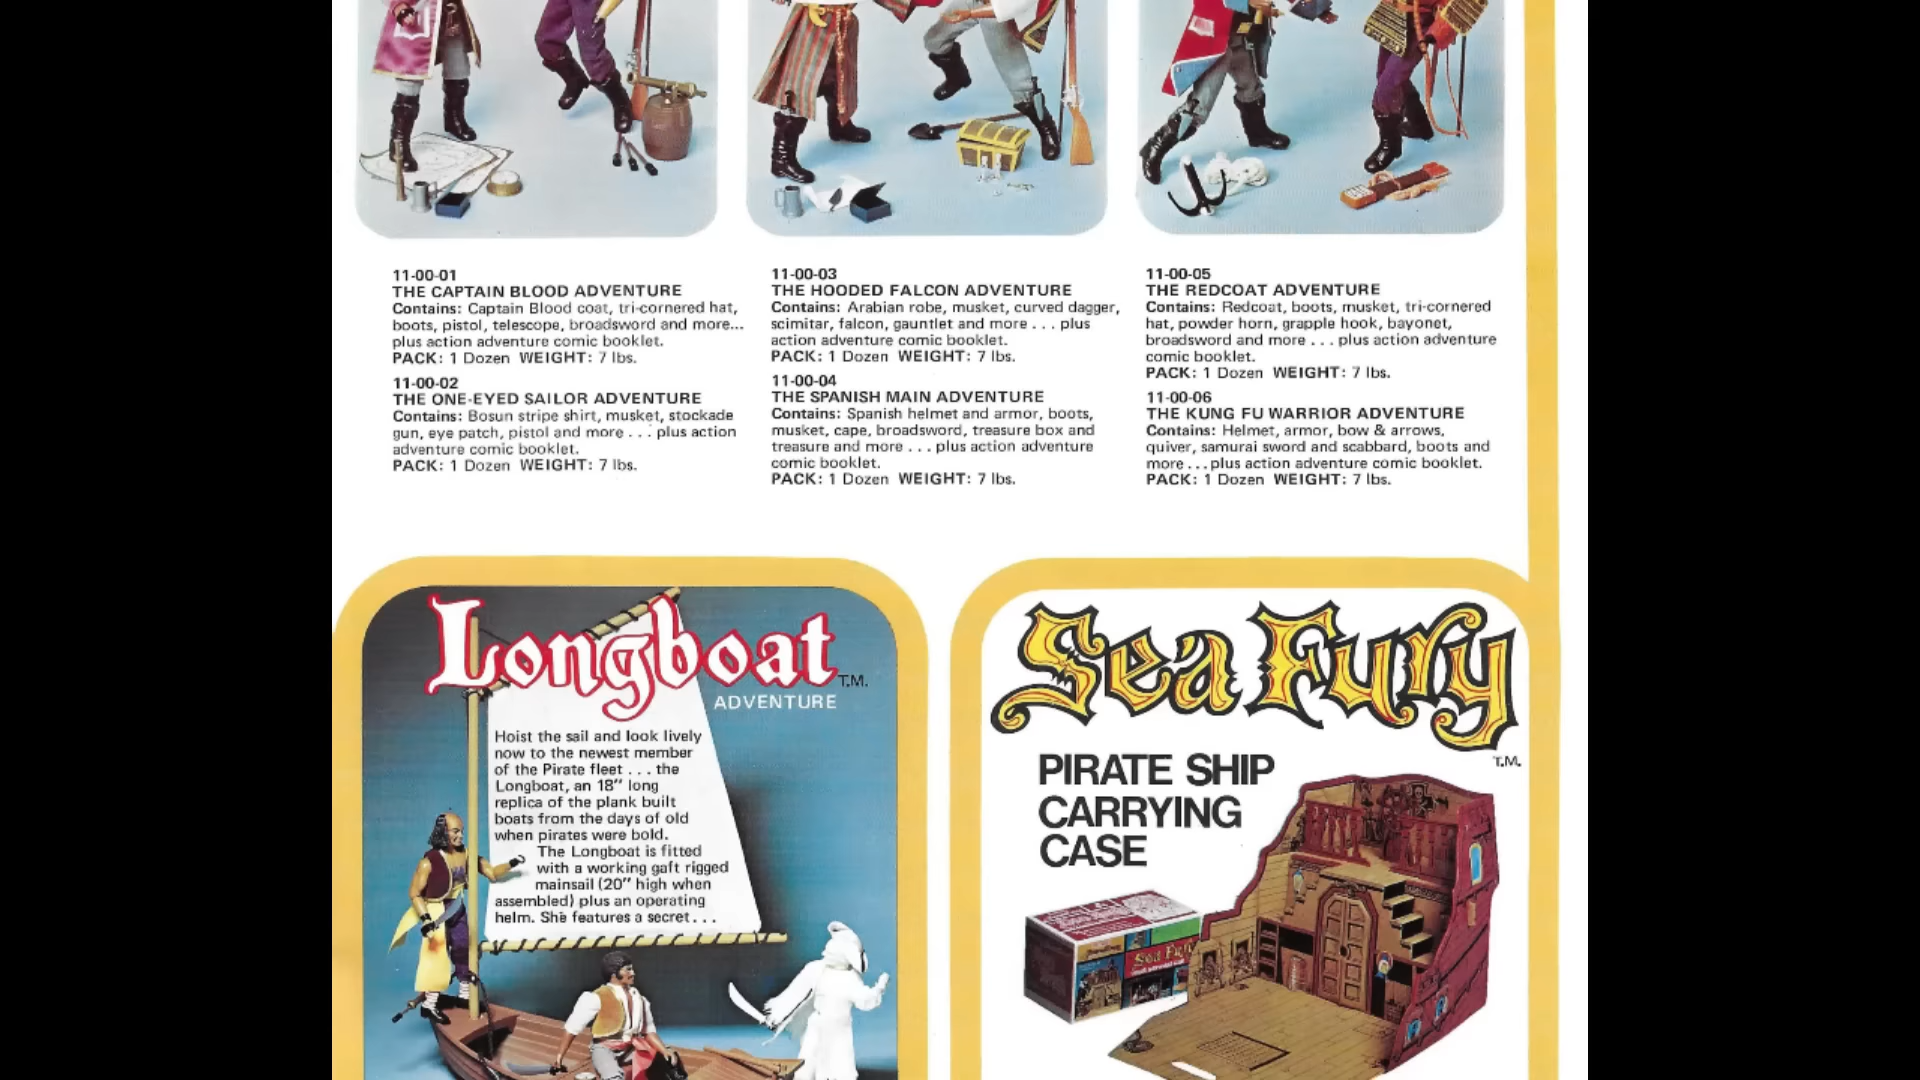 11-00-01
THE CAPTAIN BLOOD ADVENTURE
Contains: Captain Blood coat, tri-cornered hat,
boots, pistol, telescope, broadsword and more...
plus action adventure comic booklet.
PACK: 1 Dozen WEIGHT: 7 lbs.
11-00-02
THE ONE-EYED SAILOR ADVENTURE
Contains: Bosun stripe shirt, musket, stockade
gun, eye patch, pistol and more . . . plus action
adventure comic booklet.
PACK: 1 Dozen WEIGHT: 7 lbs.
11-00-03
THE HOODED FALCON ADVENTURE
Contains: Arabian robe, musket, curved dagger,
scimitar, falcon, gauntlet and more . . . plus
action adventure comic booklet.
PACK: 1 Dozen WEIGHT: 7 lbs.
11-00-04
THE SPANISH MAIN ADVENTURE
Contains: Spanish helmet and armor, boots,
musket, cape, broadsword, treasure box and
treasure and more . . . plus action adventure
comic booklet.
PACK: 1 Dozen WEIGHT: 7 lbs.
11-00-05
THE REDCOAT ADVENTURE
Contains: Redcoat, boots, musket, tri-cornered
hat, powder horn, grapple hook, bayonet,
broadsword and more . . . plus action adventure
comic booklet.
PACK: 1 Dozen WEIGHT: 7 lbs.
11-00-06
THE KUNG FU WARRIOR ADVENTURE
Contains: Helmet, armor, bow & arrows,
quiver, samurai sword and scabbard, boots and
more . . . plus action adventure comic booklet.
PACK: 1 Dozen WEIGHT: 7 lbs.
Longboat T.M.
ADVENTURE
Hoist the sail and look lively
now to the newest member
of the Pirate fleet . . . the
Longboat, an 18" long
replica of the plank built
boats from the days of old
when pirates were bold.
The Longboat is fitted
with a working gaft rigged
mainsail (20" high when
assembled) plus an operating
helm. She features a secret . . .
Sea Fury
T.M.
PIRATE SHIP
CARRYING
CASE
Sea Fury